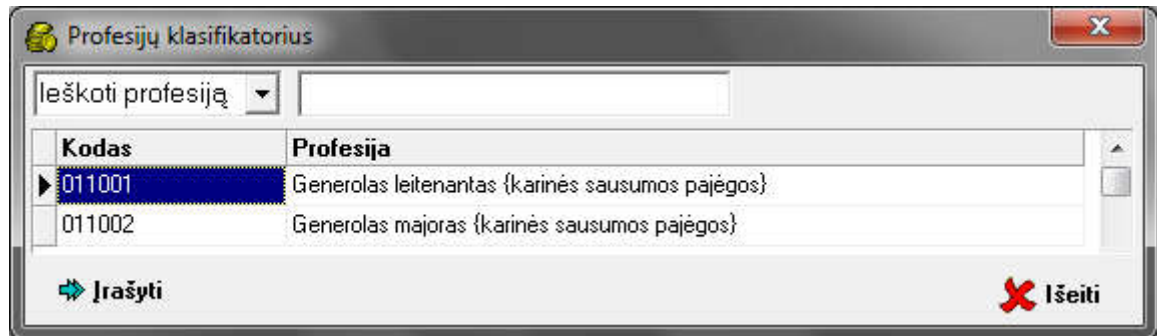 Profesijų klasifikatorius
Ieškoti profesiją
Kodas Profesija
011001 Generolas leitenantas {karinės sausumos pajėgos}
011002 Generolas majoras {karinės sausumos pajėgos}
Įrašyti Išeiti